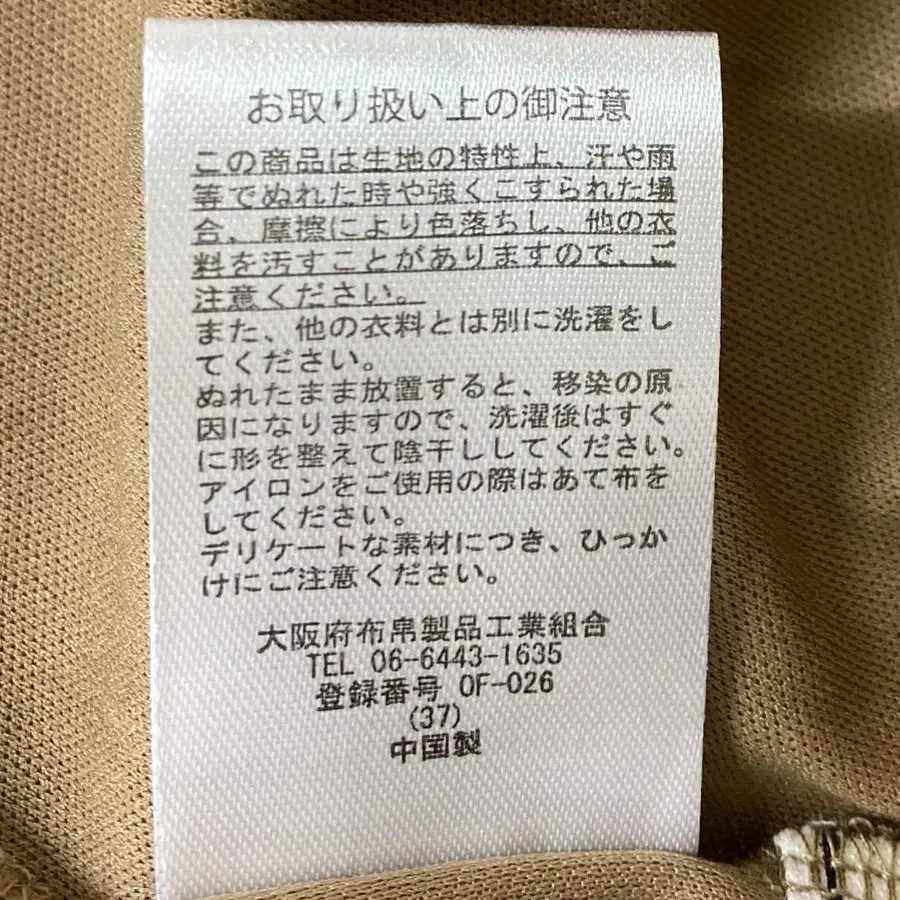 お取り扱い上の御注意
この商品は生地の特性上、汗や雨
等でぬれた時や強くこすられた場
合、摩擦により色落ちし、他の衣
料を汚すことがありますので、ご
注意ください。
また、他の衣料とは別に洗濯をし
てください。
ぬれたまま放置すると、移染の原
因になりますので、洗濯後はすぐ
に形を整えて陰干ししてください。
アイロンをご使用の際はあて布を
してください。
デリケートな素材につき、ひっか
けにご注意ください。
大阪府布帛製品工業組合
TEL 06-6443-1635
登録番号 OF-026
(37)
中国製